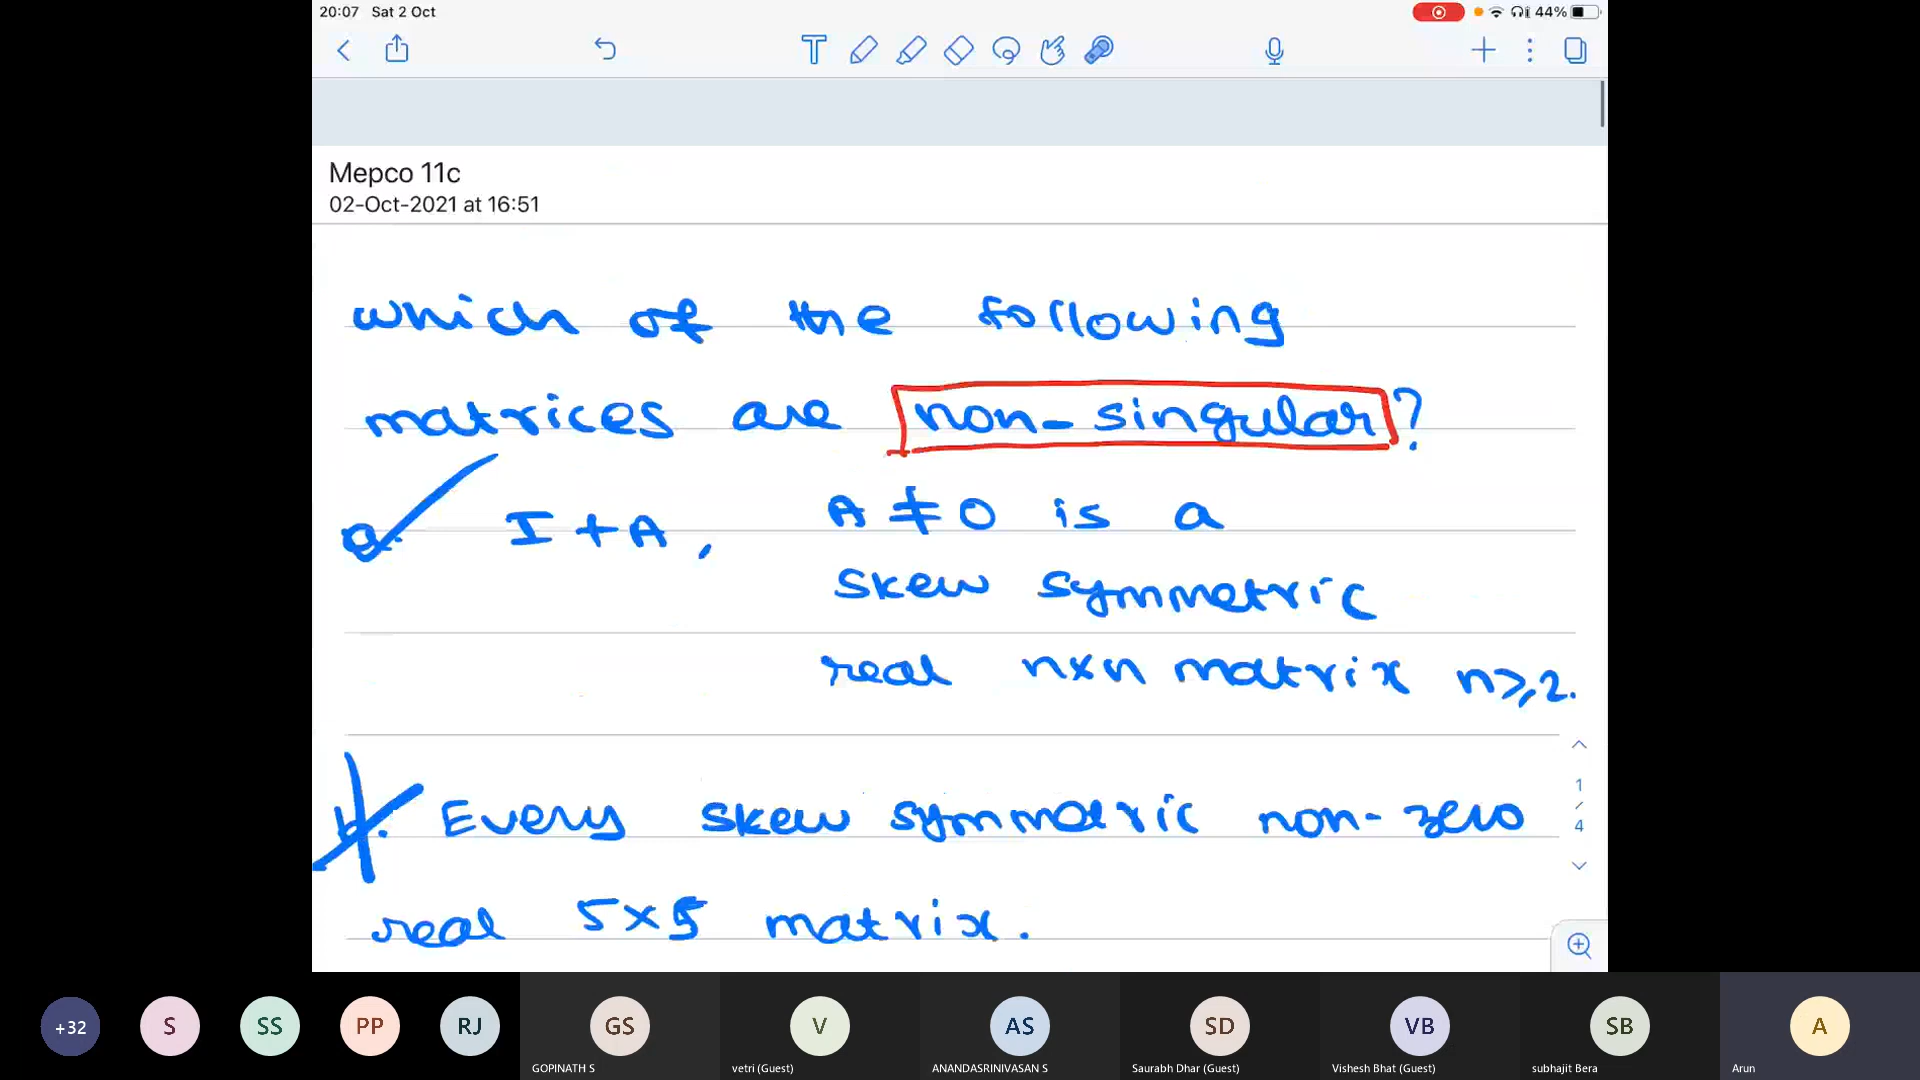 20:07 Sat 2 Oct
44%
Mepco 11c
02-Oct-2021 at 16:51
which of the following
matrices are non-singular?
a. I + A, A ≠ 0 is a
skew symmetric
real n×n matrix n≥2.
b. Every skew symmetric non-zero
real 5×5 matrix.
1
4
+32 S SS PP RJ GS V AS SD VB SB A
GOPINATH S vetri (Guest) ANANDASRINIVASAN S Saurabh Dhar (Guest) Vishesh Bhat (Guest) subhajit Bera Arun